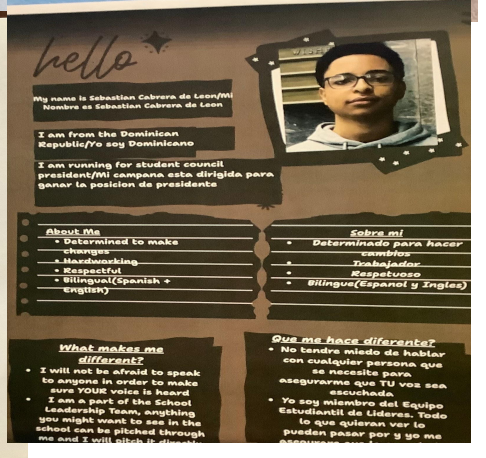 hello
My name is Sebastian Cabrera de Leon/Mi
Nombre es Sebastian Cabrera de Leon
I am from the Dominican
Republic/Yo soy Dominicano
I am running for student council
president/Mi campana esta dirigida para
ganar la posicion de presidente
About Me
• Determined to make
changes
• Hardworking
• Respectful
• Bilingual(Spanish +
English)
Sobre mi
• Determinado para hacer
cambios
• Trabajador
• Respetuoso
• Bilingue(Espanol y Ingles)
What makes me
different?
• I will not be afraid to speak
to anyone in order to make
sure YOUR voice is heard
• I am a part of the School
Leadership Team, anything
you might want to see in the
school can be pitched through
me and I will pitch it directly
Que me hace diferente?
• No tendre miedo de hablar
con cualquier persona que
se necesite para
asegurarme que TU voz sea
escuchada
• Yo soy miembro del Equipo
Estudiantil de Lideres. Todo
lo que quieran ver lo
pueden pasar por y yo me